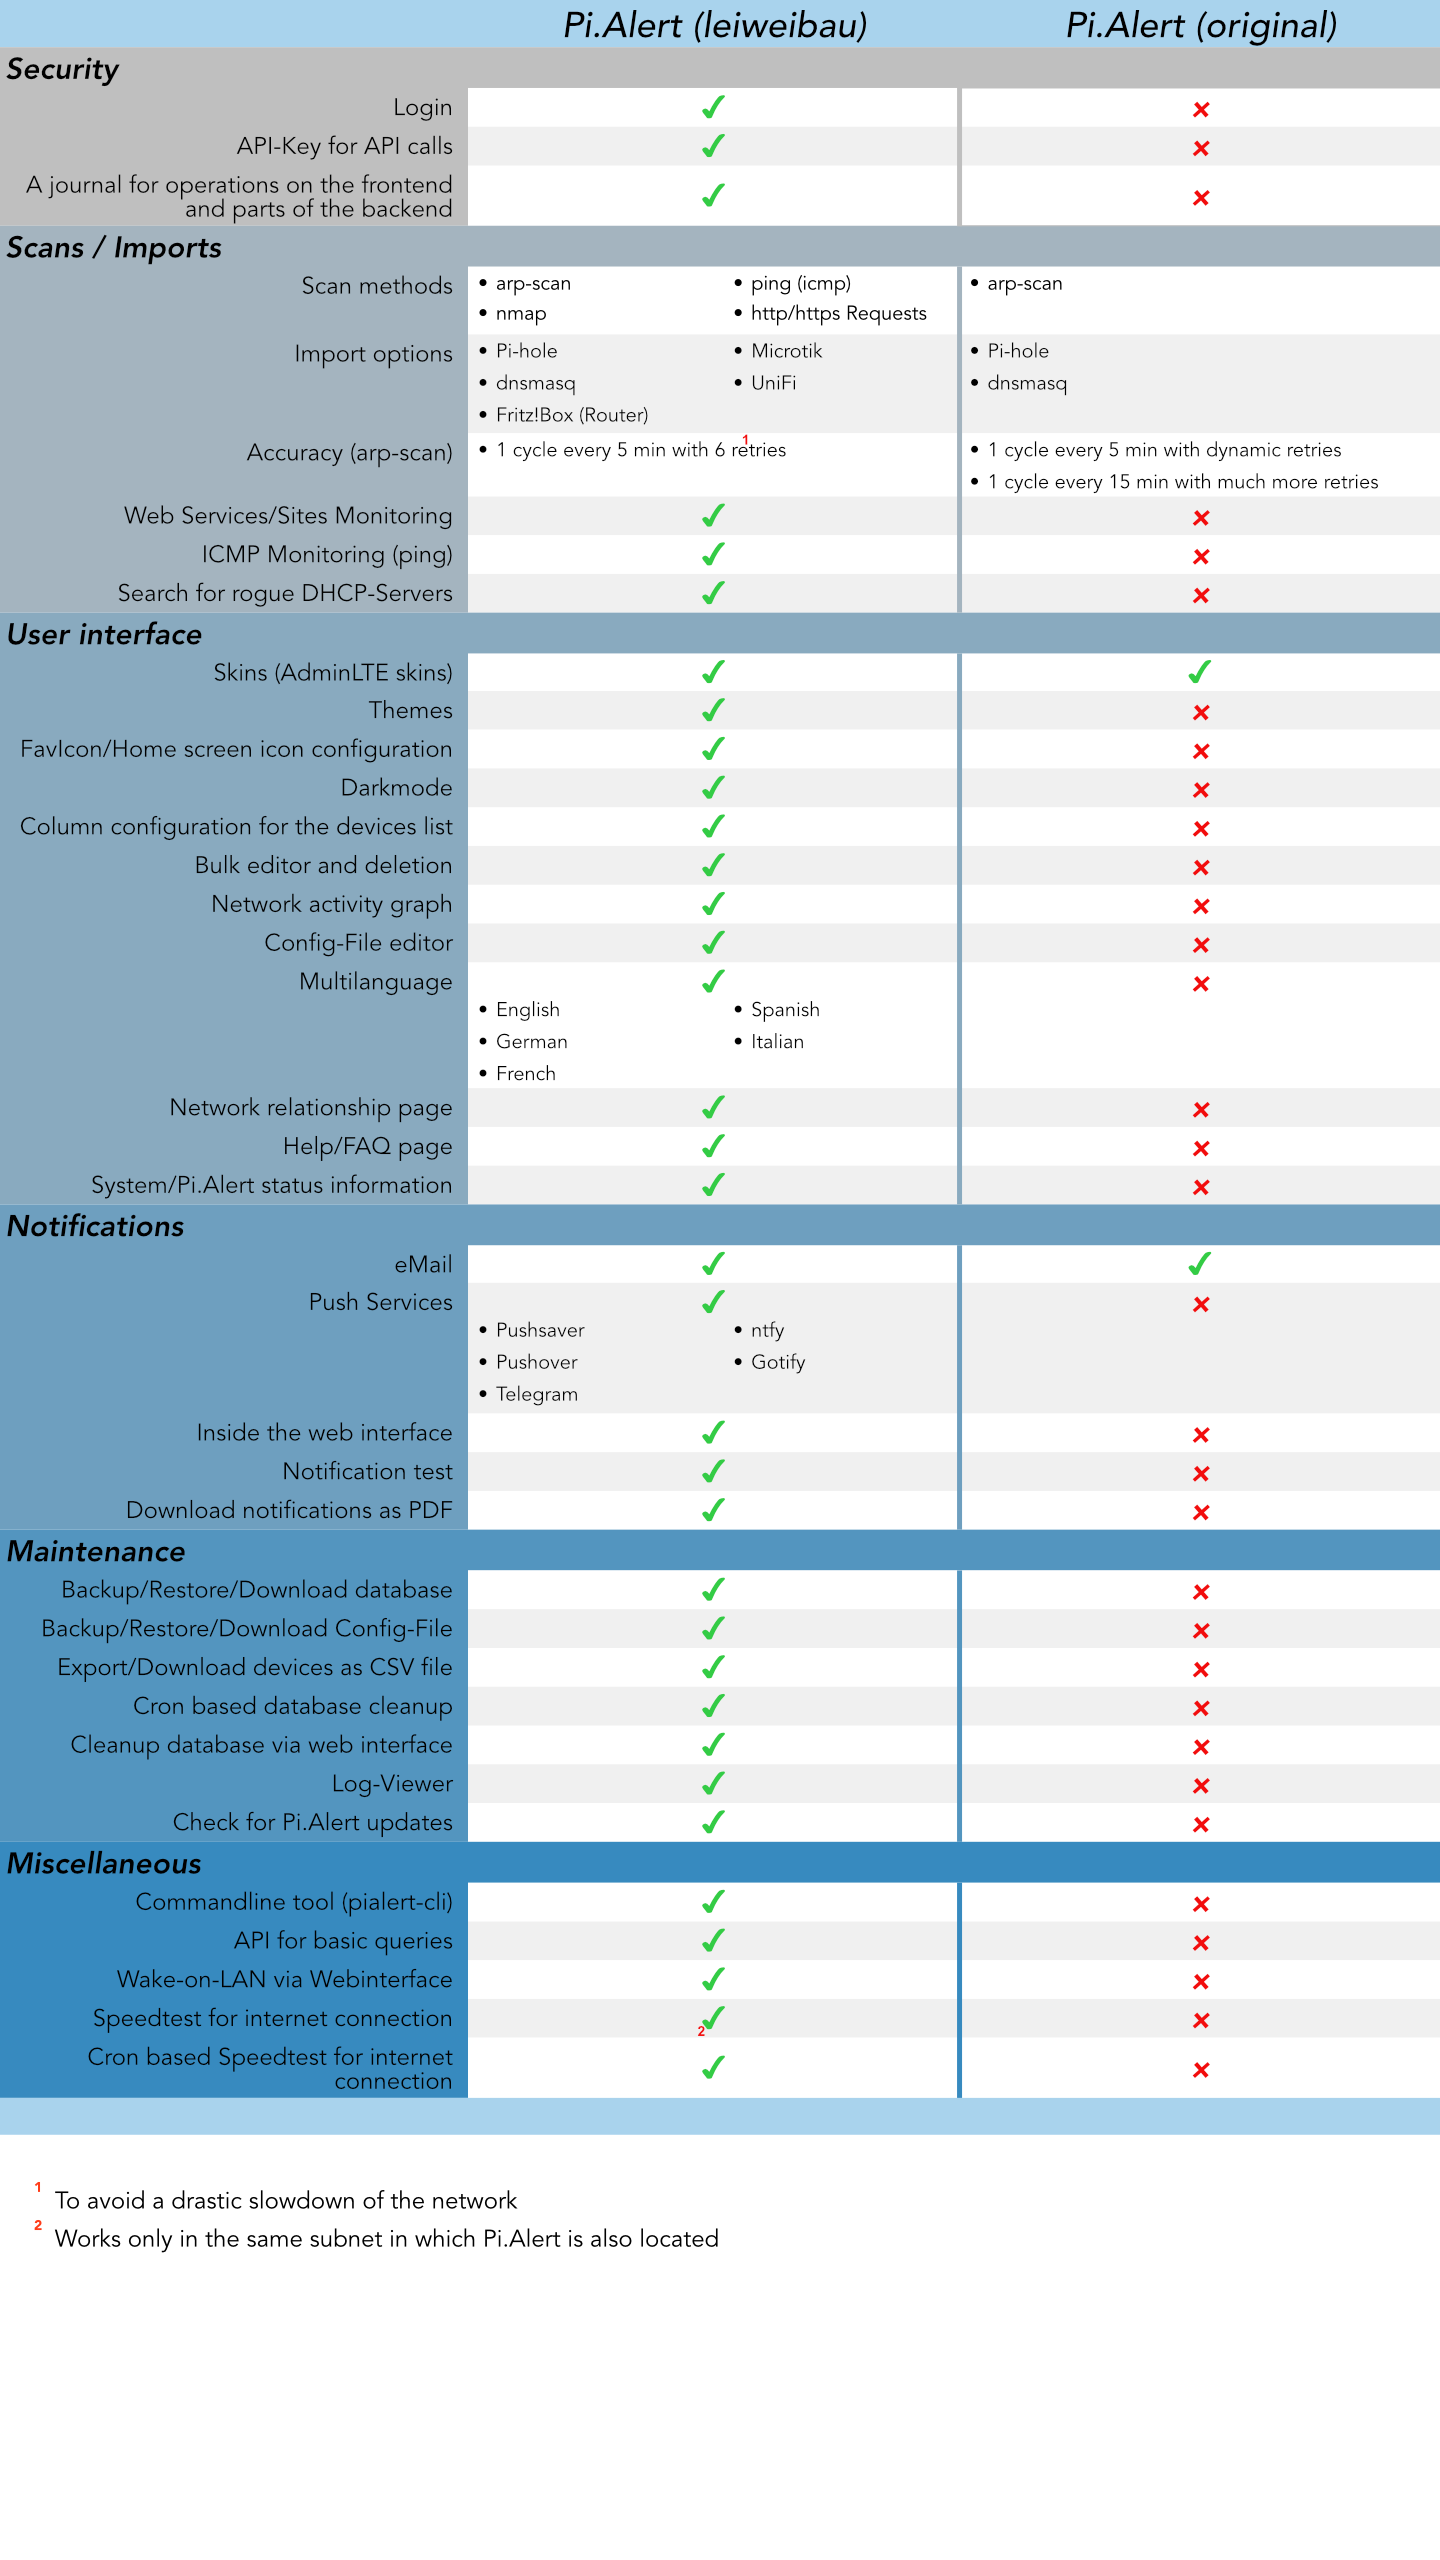 Pi.Alert (leiweibau) Pi.Alert (original)
Security
Login ✓ ×
API-Key for API calls ✓ ×
A journal for operations on the frontend
and parts of the backend ✓ ×
Scans / Imports
Scan methods • arp-scan • ping (icmp) • arp-scan
• nmap • http/https Requests
Import options • Pi-hole • Microtik • Pi-hole
• dnsmasq • UniFi • dnsmasq
• Fritz!Box (Router)
Accuracy (arp-scan) • 1 cycle every 5 min with 6 retries 1 • 1 cycle every 5 min with dynamic retries
• 1 cycle every 15 min with much more retries
Web Services/Sites Monitoring ✓ ×
ICMP Monitoring (ping) ✓ ×
Search for rogue DHCP-Servers ✓ ×
User interface
Skins (AdminLTE skins) ✓ ✓
Themes ✓ ×
FavIcon/Home screen icon configuration ✓ ×
Darkmode ✓ ×
Column configuration for the devices list ✓ ×
Bulk editor and deletion ✓ ×
Network activity graph ✓ ×
Config-File editor ✓ ×
Multilanguage ✓ ×
• English • Spanish
• German • Italian
• French
Network relationship page ✓ ×
Help/FAQ page ✓ ×
System/Pi.Alert status information ✓ ×
Notifications
eMail ✓ ✓
Push Services ✓ ×
• Pushsaver • ntfy
• Pushover • Gotify
• Telegram
Inside the web interface ✓ ×
Notification test ✓ ×
Download notifications as PDF ✓ ×
Maintenance
Backup/Restore/Download database ✓ ×
Backup/Restore/Download Config-File ✓ ×
Export/Download devices as CSV file ✓ ×
Cron based database cleanup ✓ ×
Cleanup database via web interface ✓ ×
Log-Viewer ✓ ×
Check for Pi.Alert updates ✓ ×
Miscellaneous
Commandline tool (pialert-cli) ✓ ×
API for basic queries ✓ ×
Wake-on-LAN via Webinterface ✓ ×
Speedtest for internet connection ✓ ×
2
Cron based Speedtest for internet
connection ✓ ×
1 To avoid a drastic slowdown of the network
2 Works only in the same subnet in which Pi.Alert is also located